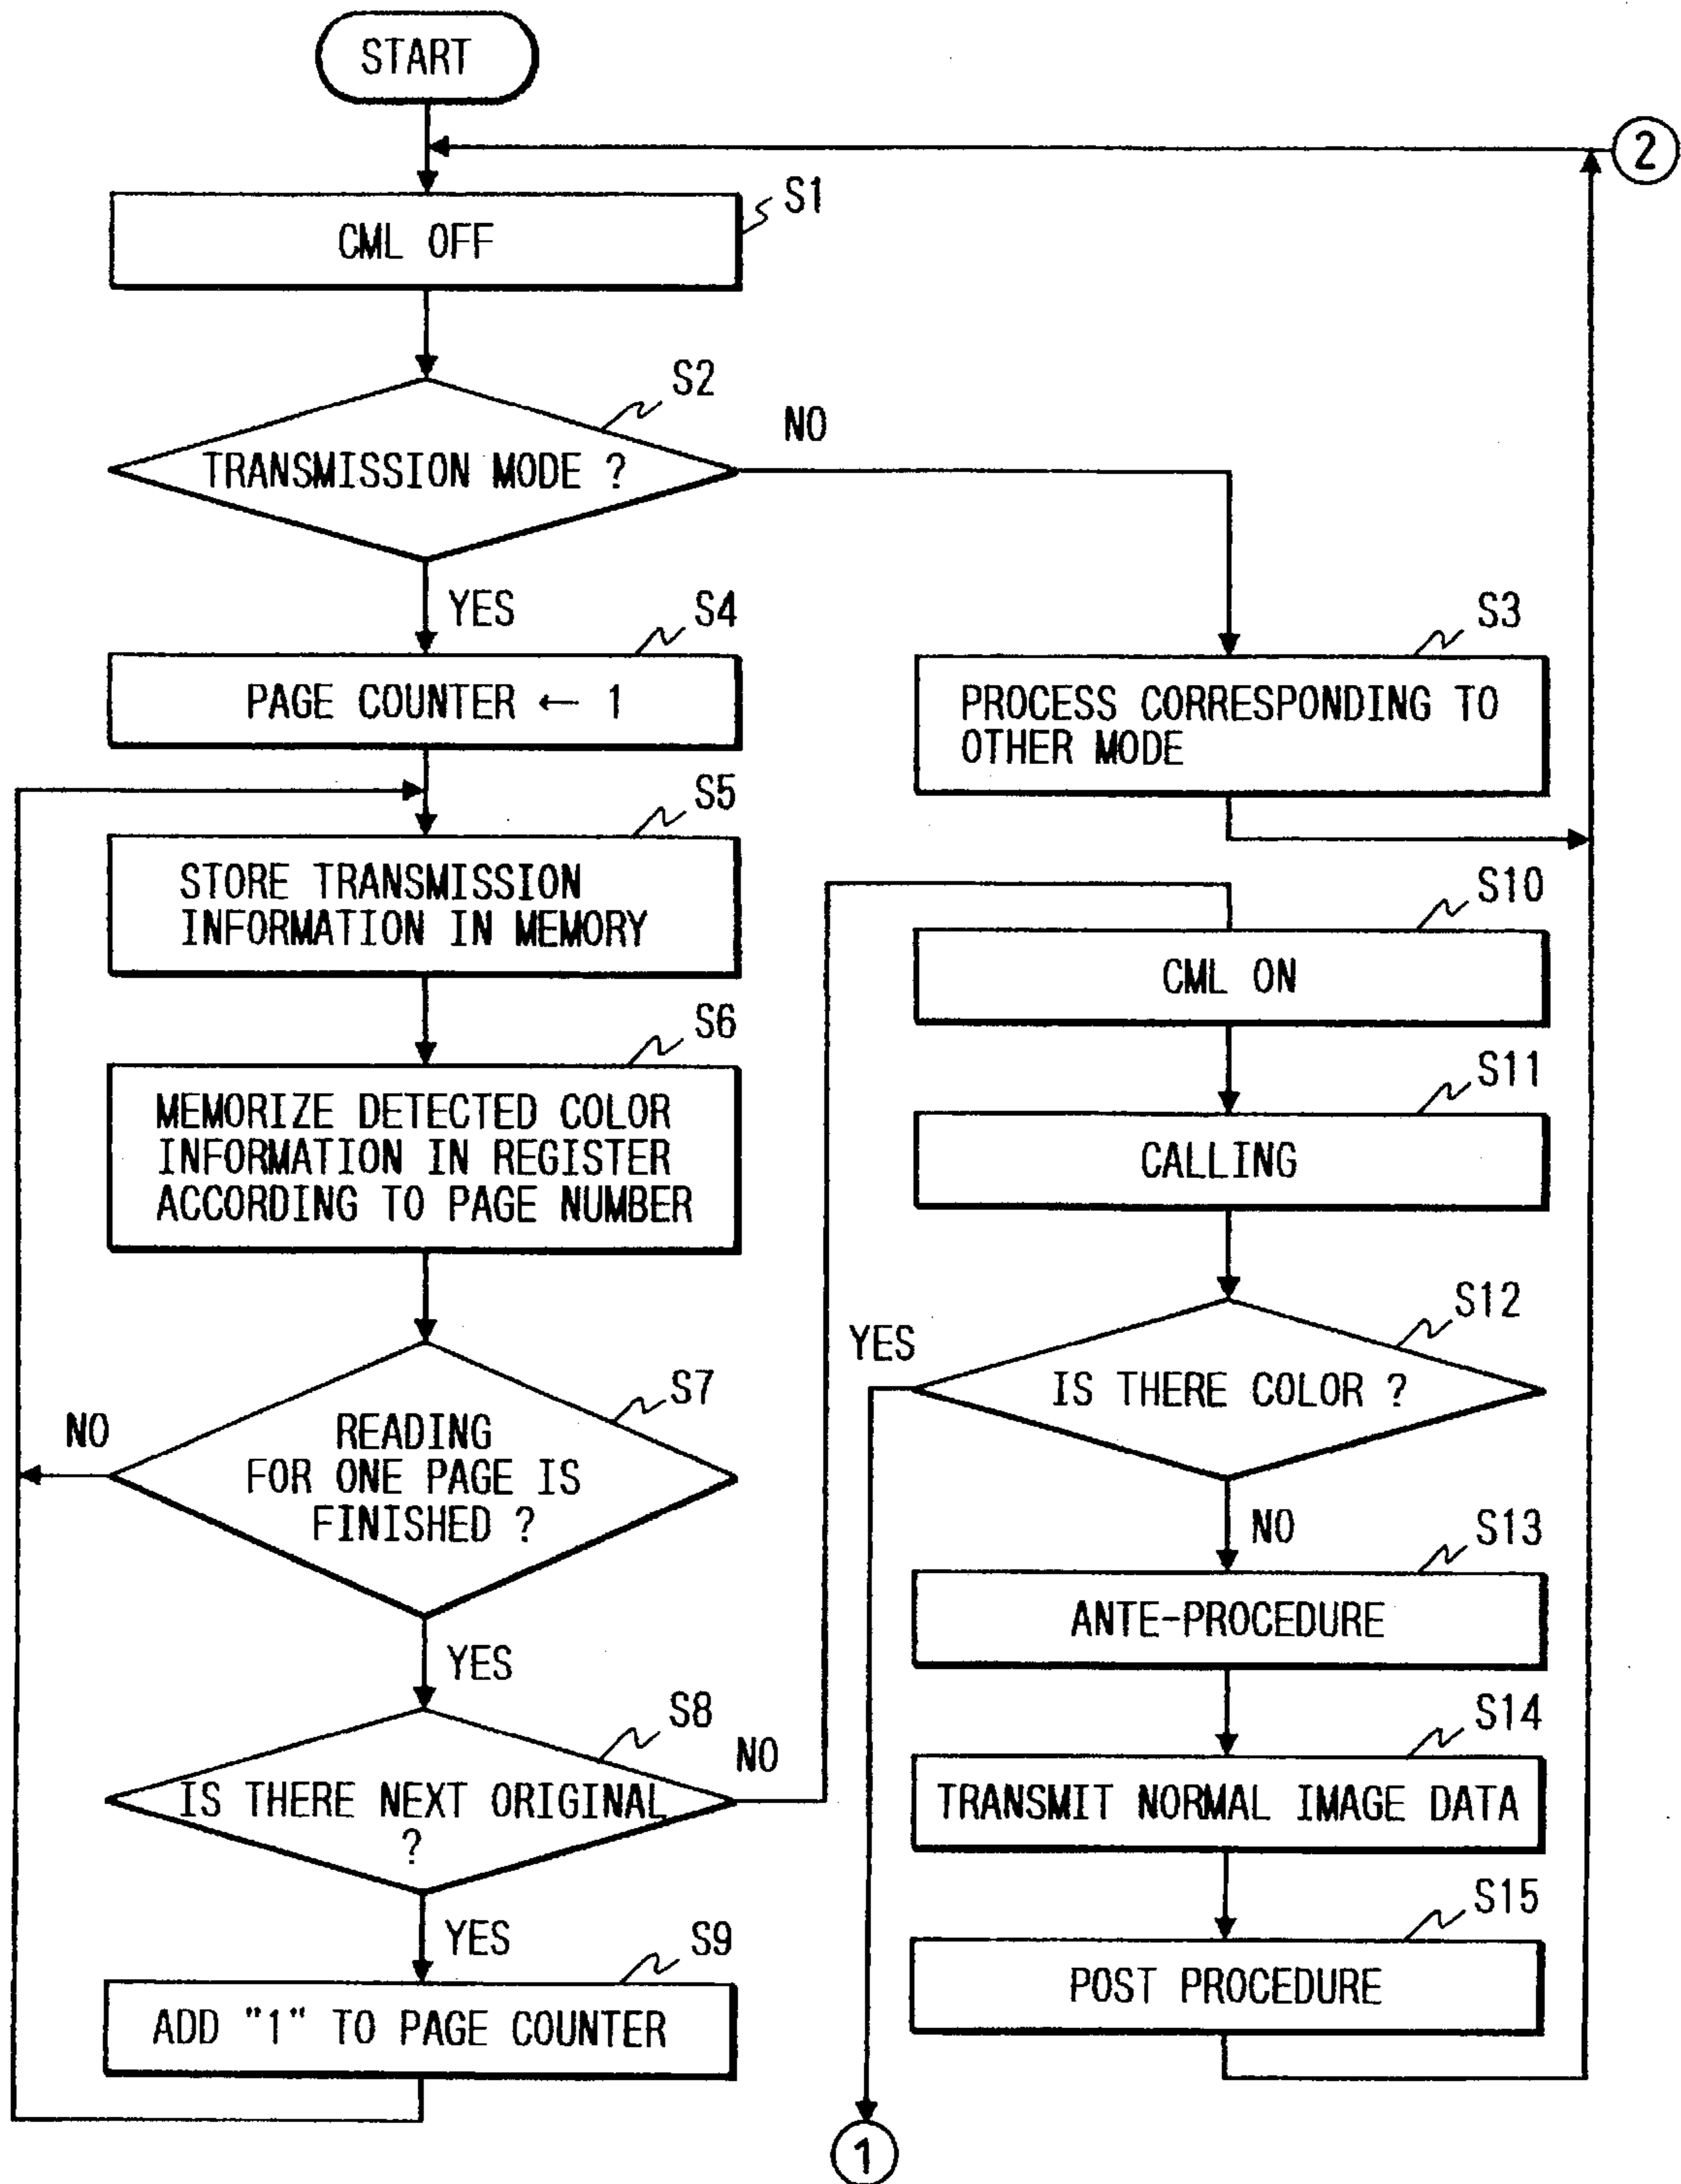 START
2
S1
CML OFF
S2
NO
TRANSMISSION MODE ?
YES
S4
PAGE COUNTER ← 1
S3
PROCESS CORRESPONDING TO
OTHER MODE
S5
STORE TRANSMISSION
INFORMATION IN MEMORY
S6
MEMORIZE DETECTED COLOR
INFORMATION IN REGISTER
ACCORDING TO PAGE NUMBER
S7
NO
READING
FOR ONE PAGE IS
FINISHED ?
YES
S8
NO
IS THERE NEXT ORIGINAL
?
YES
S9
ADD "1" TO PAGE COUNTER
S10
CML ON
S11
CALLING
S12
YES
IS THERE COLOR ?
NO
S13
ANTE-PROCEDURE
S14
TRANSMIT NORMAL IMAGE DATA
S15
POST PROCEDURE
1